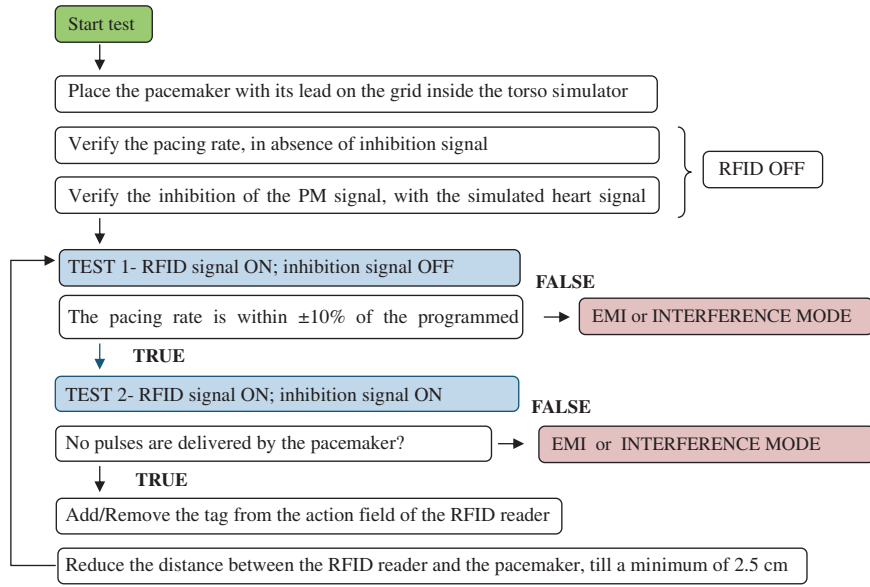 Start test
Place the pacemaker with its lead on the grid inside the torso simulator
Verify the pacing rate, in absence of inhibition signal
RFID OFF
Verify the inhibition of the PM signal, with the simulated heart signal
TEST 1- RFID signal ON; inhibition signal OFF
FALSE
The pacing rate is within ±10% of the programmed
EMI or INTERFERENCE MODE
TRUE
TEST 2- RFID signal ON; inhibition signal ON
FALSE
No pulses are delivered by the pacemaker?
EMI or INTERFERENCE MODE
TRUE
Add/Remove the tag from the action field of the RFID reader
Reduce the distance between the RFID reader and the pacemaker, till a minimum of 2.5 cm